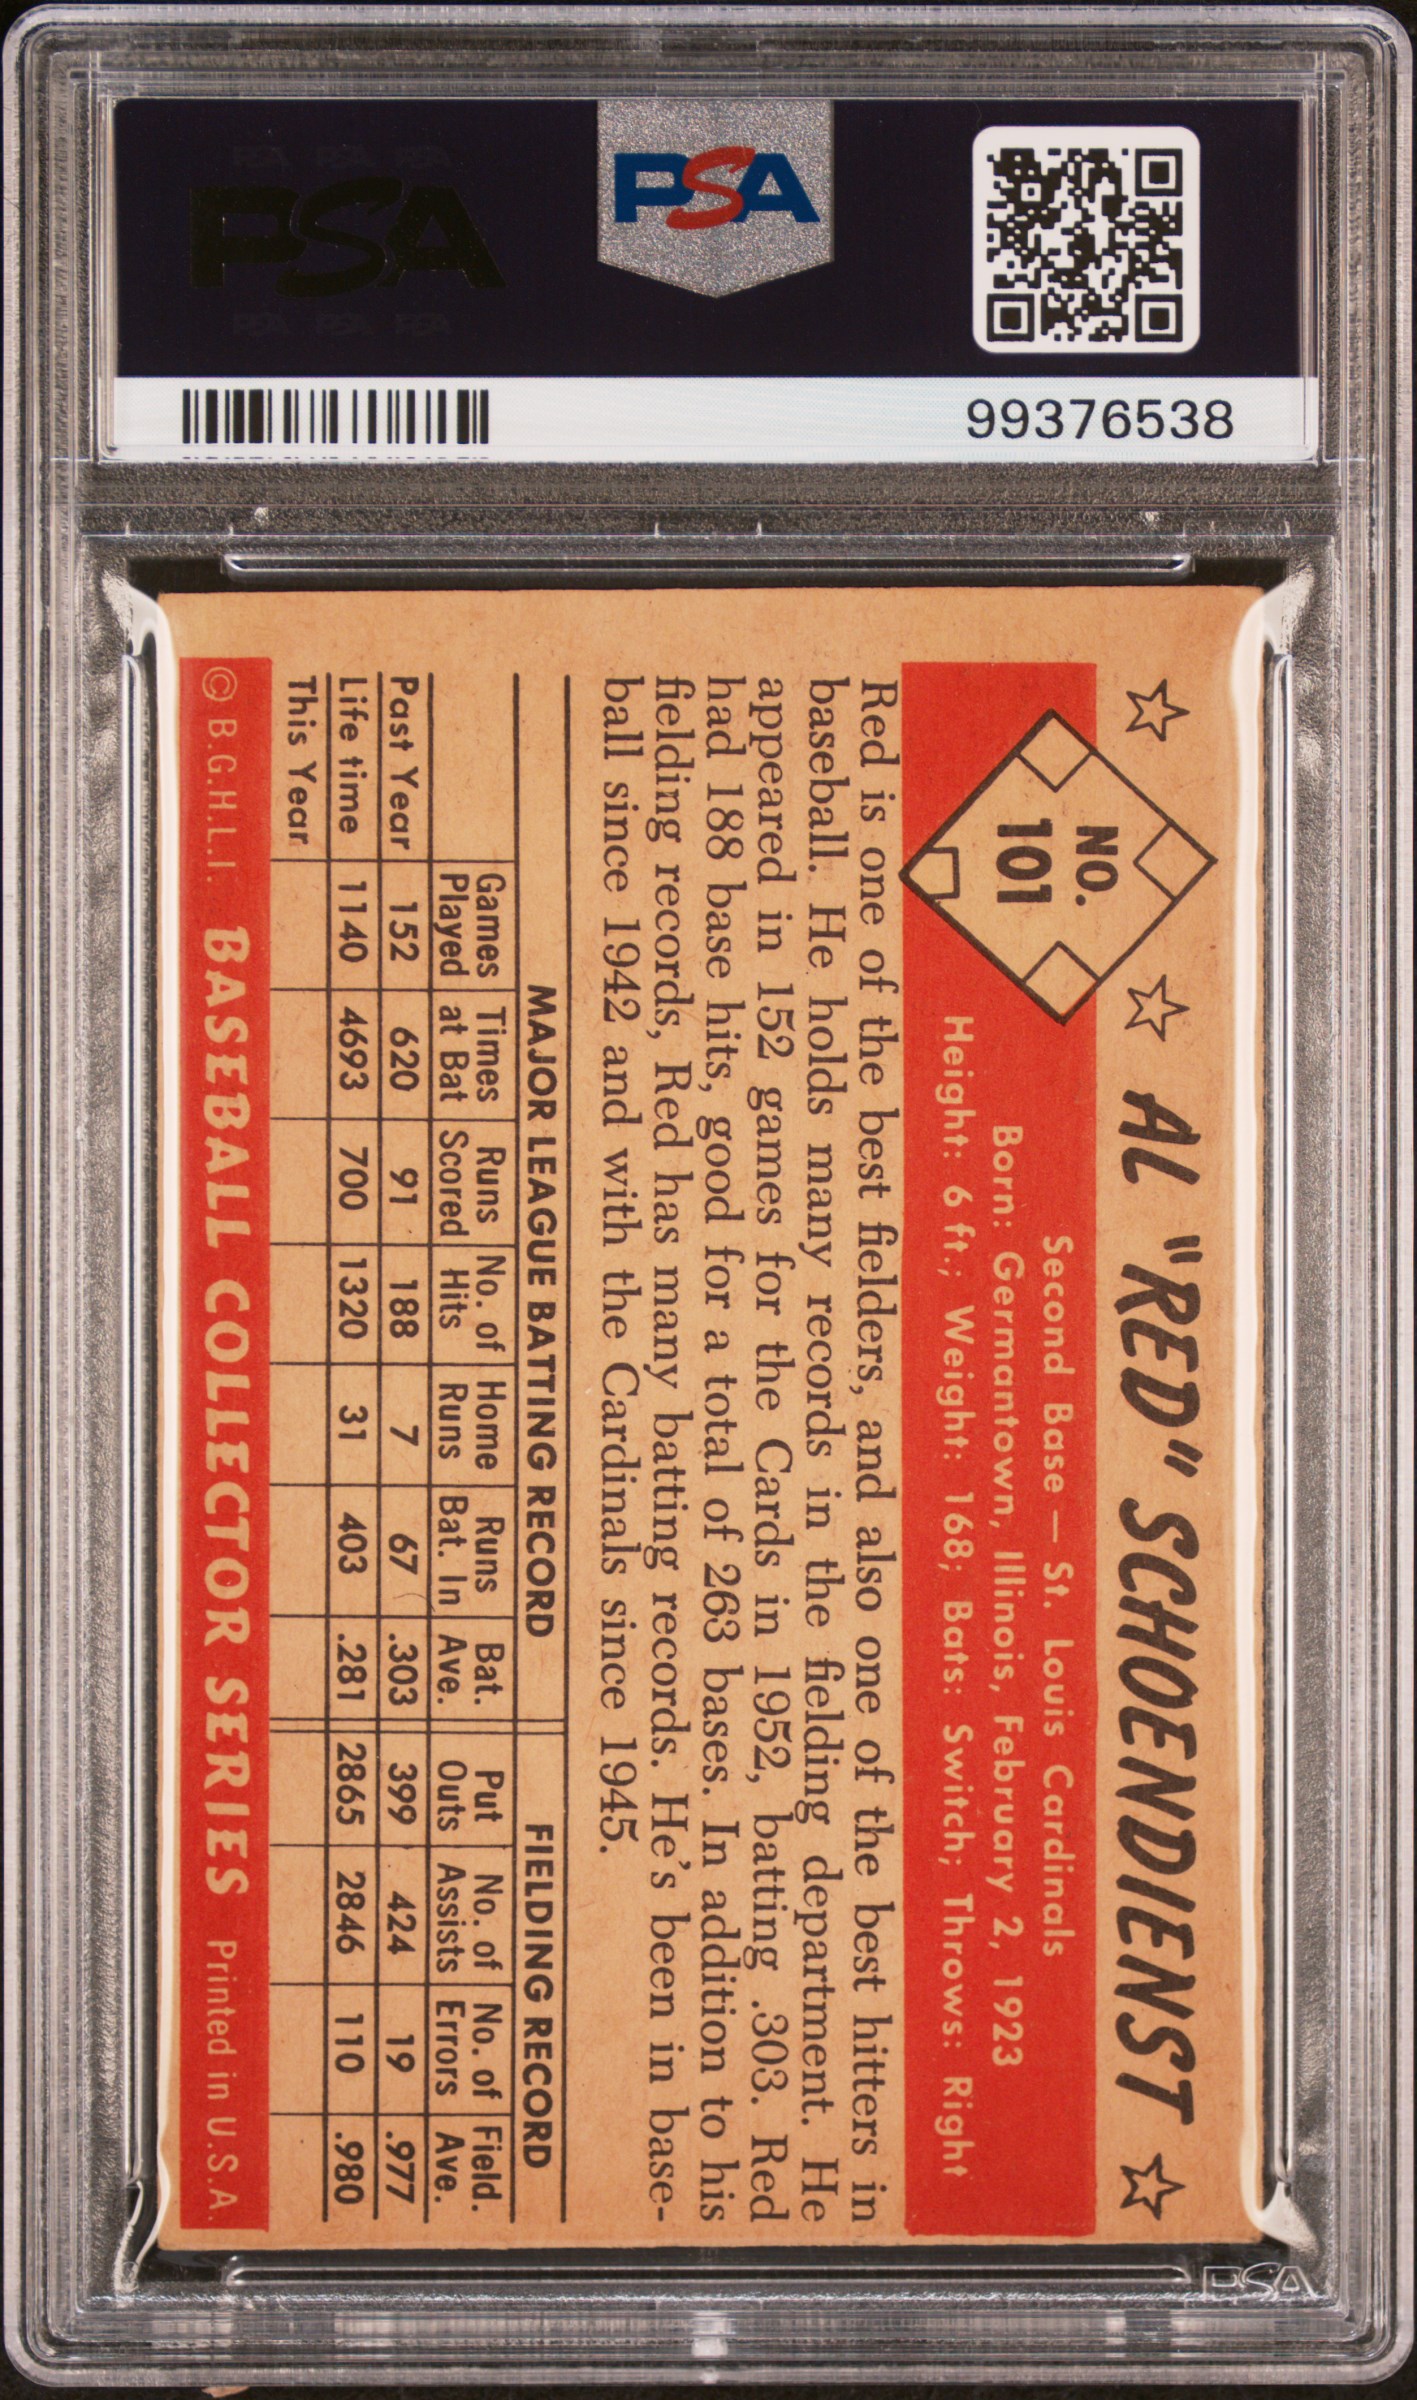 PSA
PSA
99376538
NO.
101
AL "RED" SCHOENDIENST
Second Base — St. Louis Cardinals
Born: Germantown, Illinois, February 2, 1923
Height: 6 ft.; Weight: 168; Bats: Switch; Throws: Right
Red is one of the best fielders, and also one of the best hitters in
baseball. He holds many records in the fielding department. He
appeared in 152 games for the Cards in 1952, batting .303. Red
had 188 base hits, good for a total of 263 bases. In addition to his
fielding records, Red has many batting records. He's been in base-
ball since 1942 and with the Cardinals since 1945.
MAJOR LEAGUE BATTING RECORD FIELDING RECORD
Games Times Runs No. of Home Runs Bat. Put No. of No. of Field.
Played at Bat Scored Hits Runs Bat. In Ave. Outs Assists Errors Ave.
Past Year 152 620 91 188 7 67 .303 399 424 19 .977
Life time 1140 4693 700 1320 31 403 .281 2865 2846 110 .980
This Year
© B.G.H.L.I. BASEBALL COLLECTOR SERIES Printed in U.S.A.
PSA